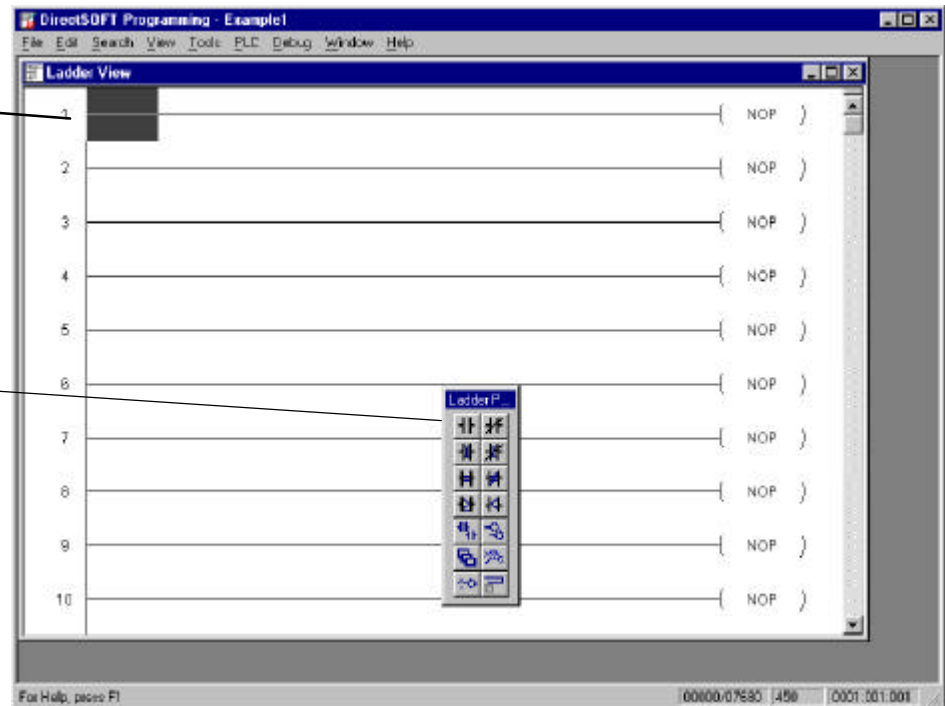 DirectSOFT Programming - Example1
File Edit Search View Tools PLC Debug Window Help
Ladder View
1 NOP
2 NOP
3 NOP
4 NOP
5 NOP
6 NOP
Ladder P...
7 NOP
8 NOP
9 NOP
10 NOP
For Help, press F1 00000/07680 450 0001:001:001